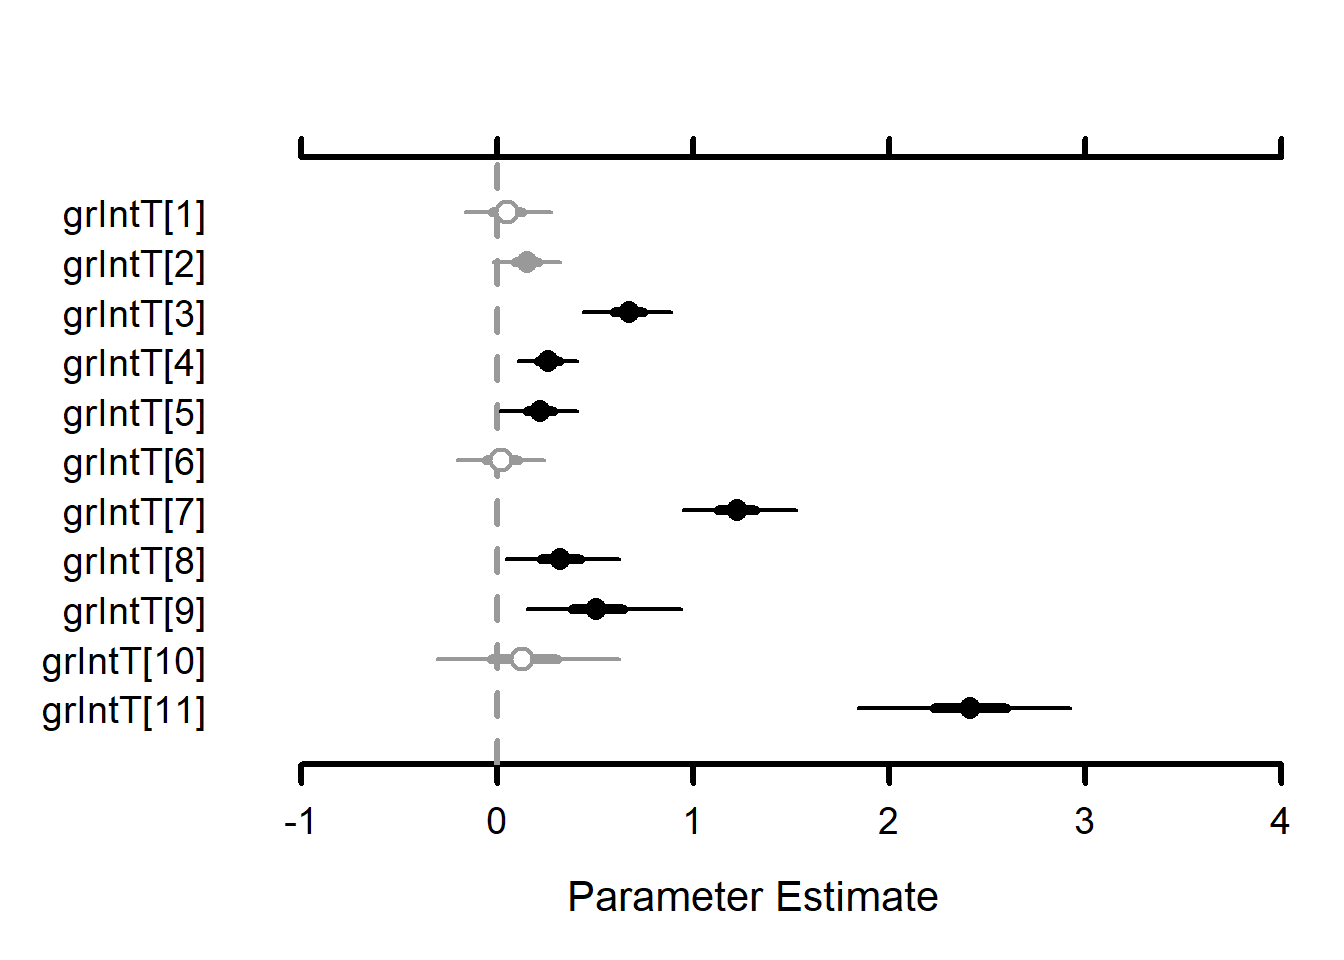 grIntT[1]
grIntT[2]
grIntT[3]
grIntT[4]
grIntT[5]
grIntT[6]
grIntT[7]
grIntT[8]
grIntT[9]
grIntT[10]
grIntT[11]
-1 0 1 2 3 4
Parameter Estimate